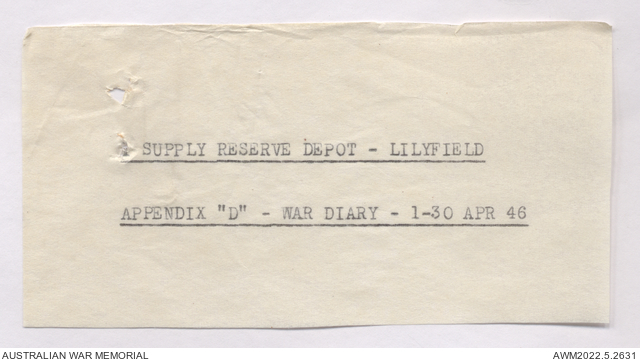 SUPPLY RESERVE DEPOT - LILYFIELD
APPENDIX "D" - WAR DIARY - 1-30 APR 46
AUSTRALIAN WAR MEMORIAL
AWM2022.5.2631